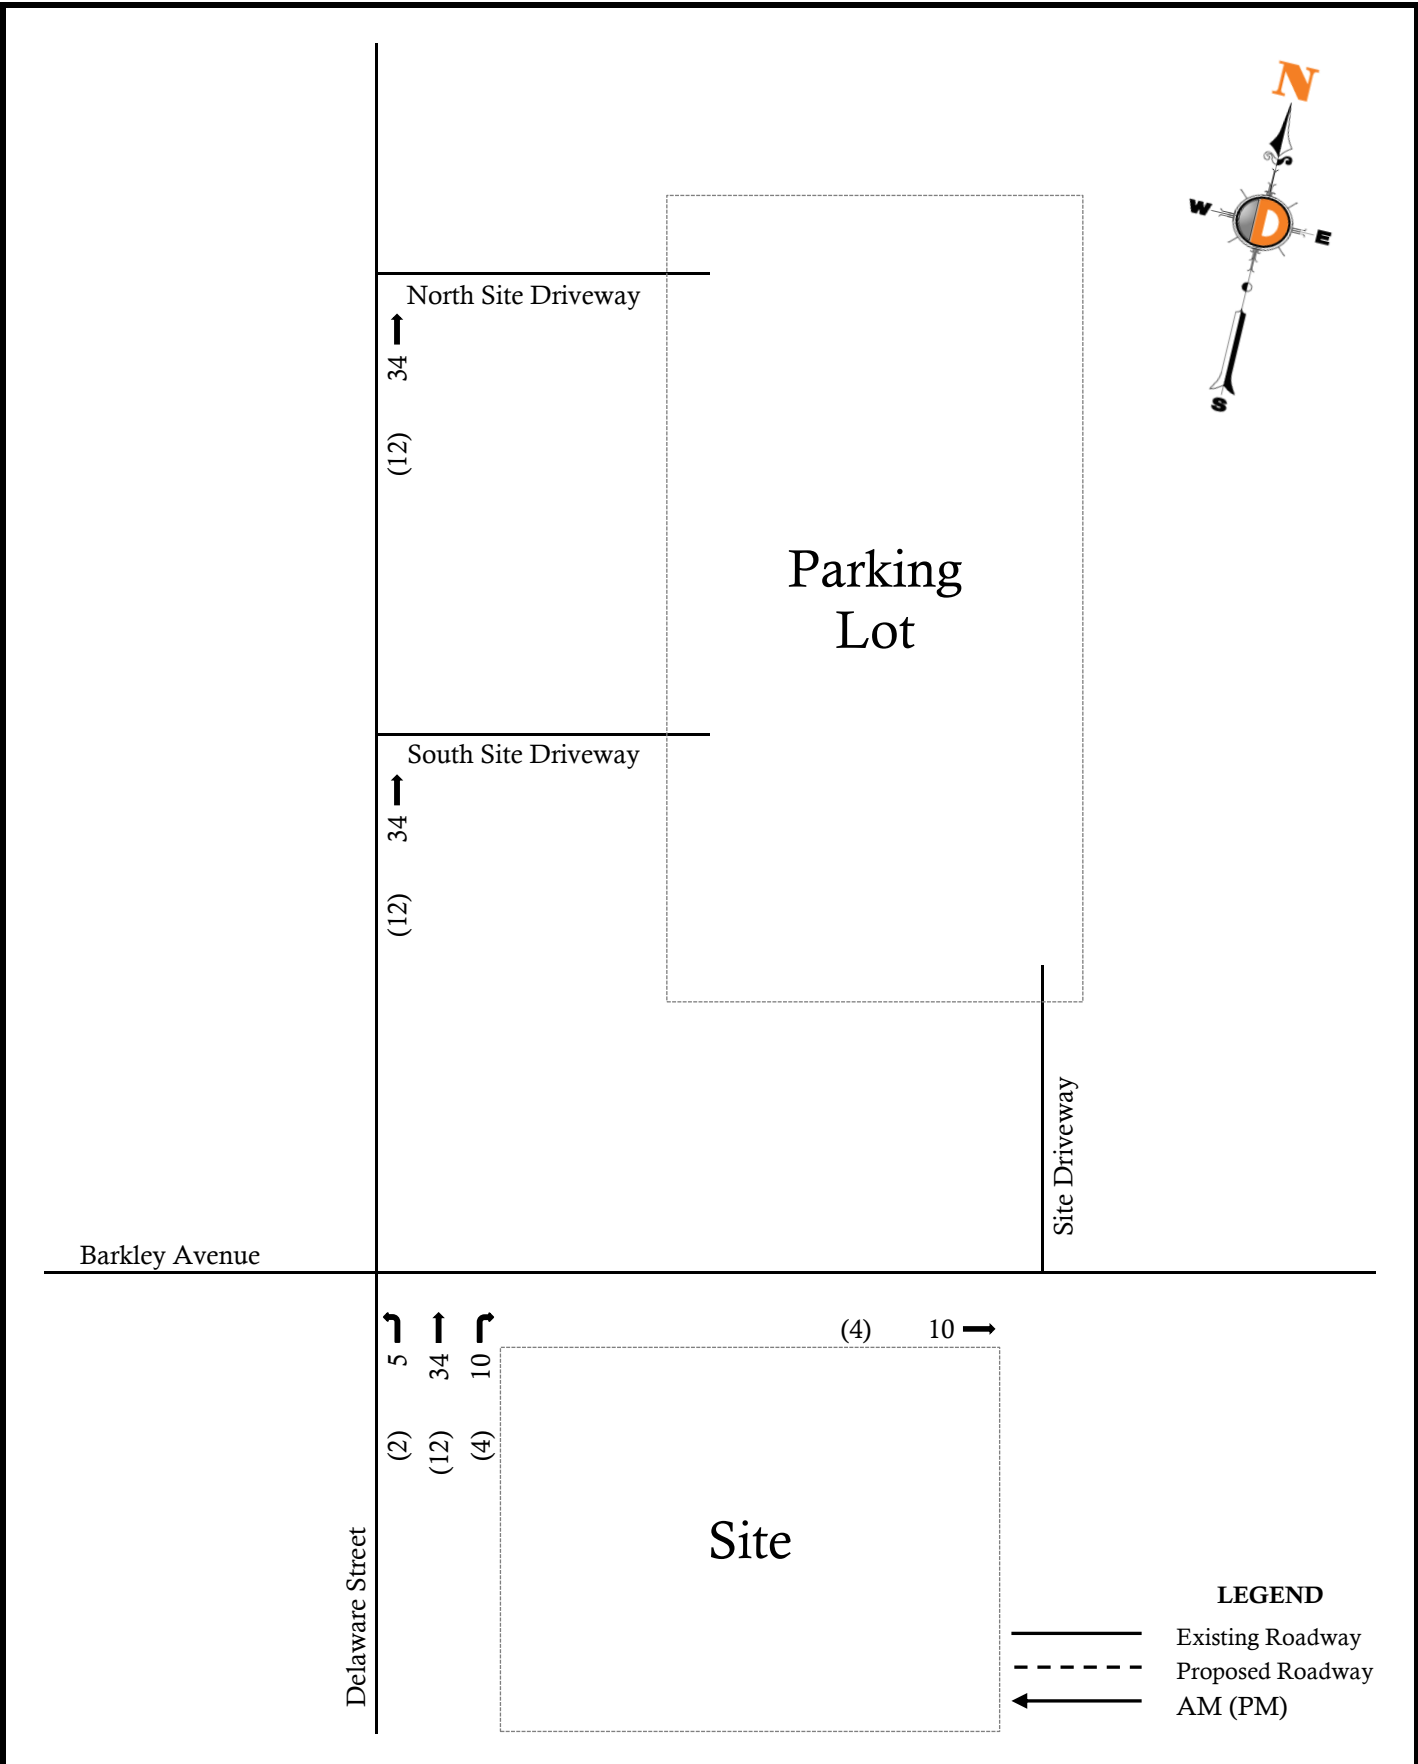 N
W
D
E
S
North Site Driveway
34
(12)
Parking
Lot
South Site Driveway
34
(12)
Site Driveway
Barkley Avenue
5
34
10
(4)
10
(2)
(12)
(4)
Site
Delaware Street
LEGEND
Existing Roadway
Proposed Roadway
AM (PM)